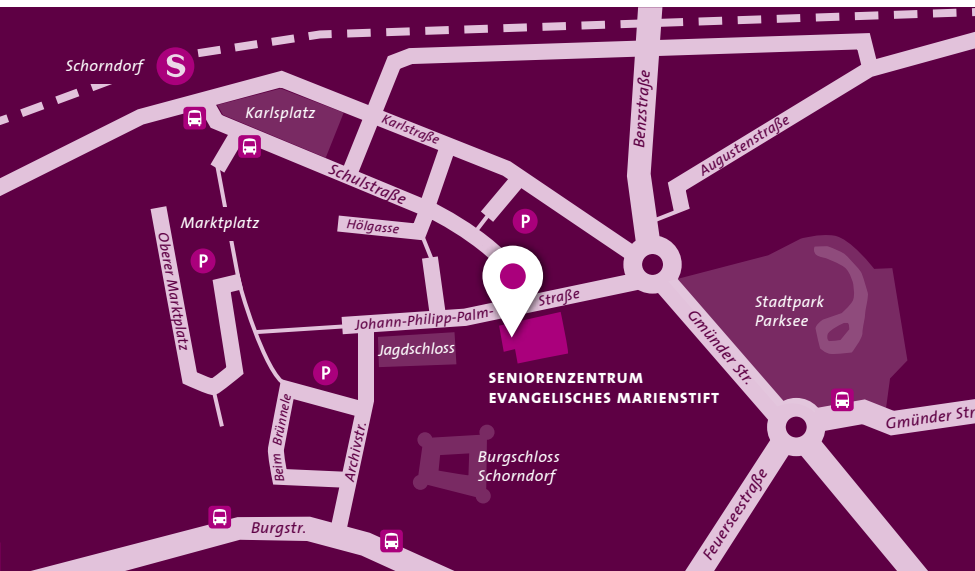 Schorndorf
S
Karlsplatz
Karlstraße
Benzstraße
Augustenstraße
Schulstraße
Hölgasse
P
Marktplatz
P
Oberer Marktplatz
Johann-Philipp-Palm-
Straße
Jagdschloss
P
Stadtpark
Parksee
Gmünder Str.
SENIORENZENTRUM
EVANGELISCHES MARIENSTIFT
Gmünder Str
Beim Brünnele
Archivstr.
Burgschloss
Schorndorf
Feuerseestraße
Burgstr.